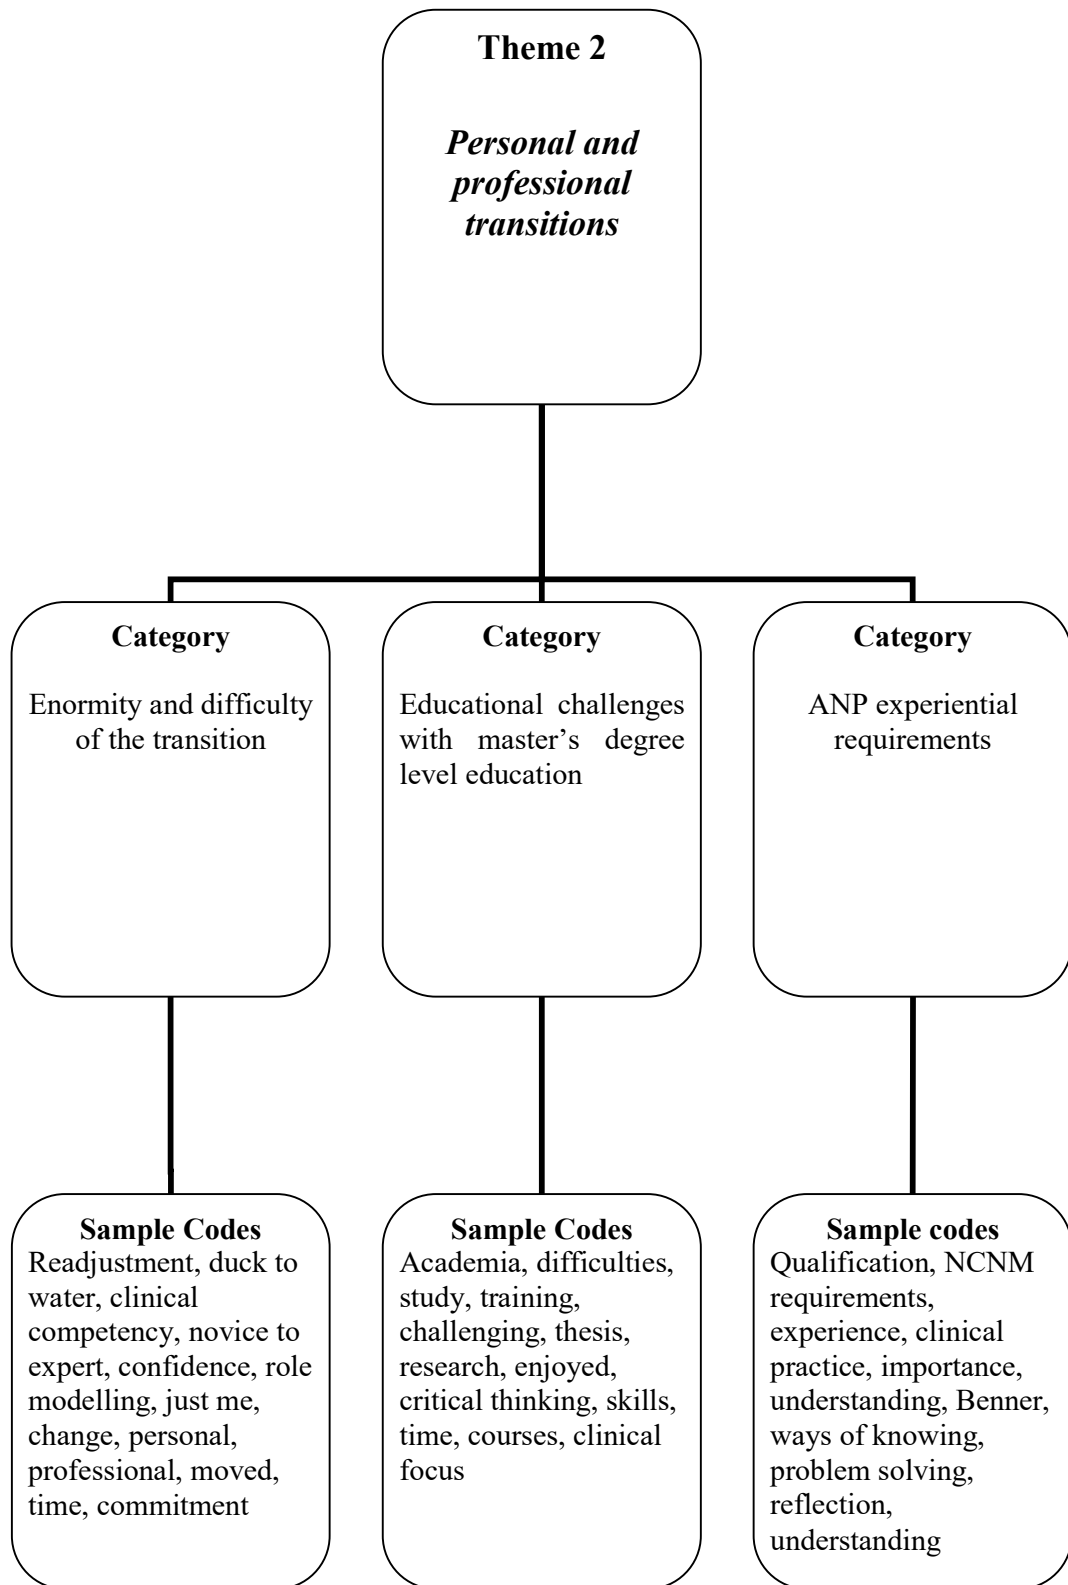 Theme 2
Personal and
professional
transitions
Category
Enormity and difficulty
of the transition
Category
Educational challenges
with master’s degree
level education
Category
ANP experiential
requirements
Sample Codes
Readjustment, duck to
water, clinical
competency, novice to
expert, confidence, role
modelling, just me,
change, personal,
professional, moved,
time, commitment
Sample Codes
Academia, difficulties,
study, training,
challenging, thesis,
research, enjoyed,
critical thinking, skills,
time, courses, clinical
focus
Sample codes
Qualification, NCNM
requirements,
experience, clinical
practice, importance,
understanding, Benner,
ways of knowing,
problem solving,
reflection,
understanding